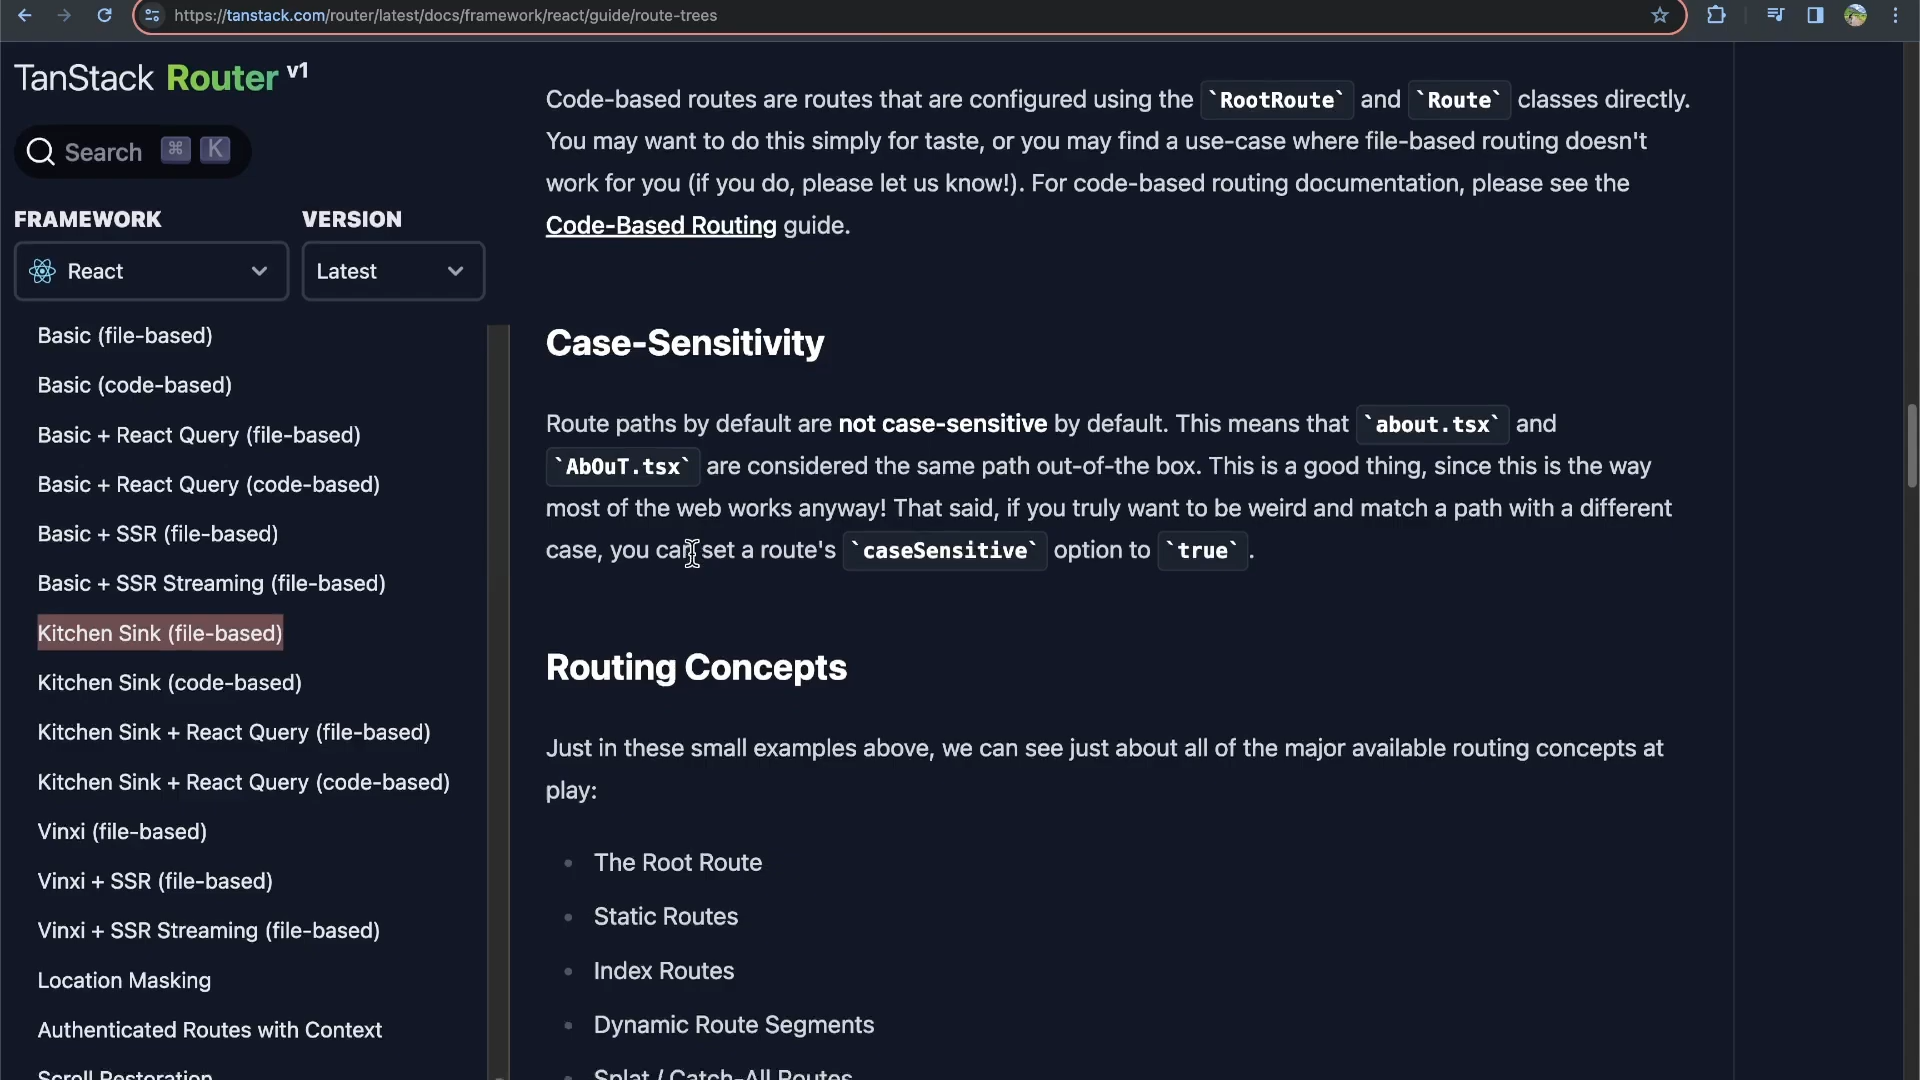 https://tanstack.com/router/latest/docs/framework/react/guide/route-trees
TanStack Router v1
Search ⌘ K
FRAMEWORK VERSION
React Latest
Basic (file-based)
Basic (code-based)
Basic + React Query (file-based)
Basic + React Query (code-based)
Basic + SSR (file-based)
Basic + SSR Streaming (file-based)
Kitchen Sink (file-based)
Kitchen Sink (code-based)
Kitchen Sink + React Query (file-based)
Kitchen Sink + React Query (code-based)
Vinxi (file-based)
Vinxi + SSR (file-based)
Vinxi + SSR Streaming (file-based)
Location Masking
Authenticated Routes with Context
Scroll Restoration
Code-based routes are routes that are configured using the `RootRoute` and `Route` classes directly.
You may want to do this simply for taste, or you may find a use-case where file-based routing doesn't
work for you (if you do, please let us know!). For code-based routing documentation, please see the
Code-Based Routing guide.
Case-Sensitivity
Route paths by default are not case-sensitive by default. This means that `about.tsx` and
`AbOuT.tsx` are considered the same path out-of-the box. This is a good thing, since this is the way
most of the web works anyway! That said, if you truly want to be weird and match a path with a different
case, you can set a route's `caseSensitive` option to `true`.
Routing Concepts
Just in these small examples above, we can see just about all of the major available routing concepts at
play:
The Root Route
Static Routes
Index Routes
Dynamic Route Segments
Splat / Catch-All Routes